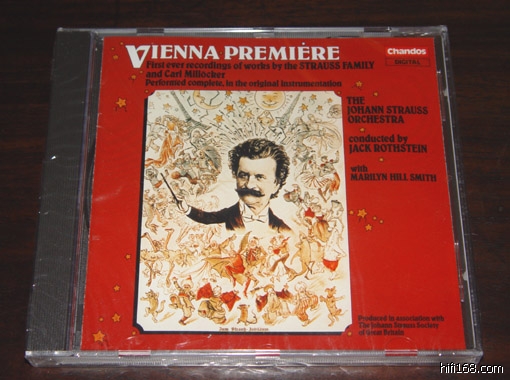 VIENNA PREMIÈRE
Chandos
DIGITAL
First ever recordings of works by the STRAUSS FAMILY
and Carl Millöcker
Performed complete, in the original instrumentation
THE
JOHANN STRAUSS
ORCHESTRA
conducted by
JACK ROTHSTEIN
with
MARILYN HILL SMITH
Produced in association with
The Johann Strauss Society
of Great Britain
hifi168.com